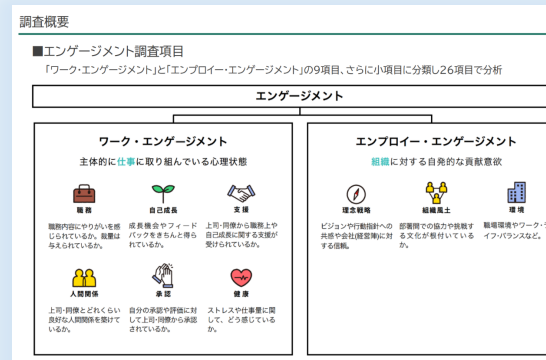 調査概要
■エンゲージメント調査項目
「ワーク・エンゲージメント」と「エンプロイー・エンゲージメント」の9項目、さらに小項目に分類し26項目で分析
エンゲージメント
ワーク・エンゲージメント
主体的に仕事に取り組んでいる心理状態
職務
職務内容にやりがいを感
じられているか。裁量は
与えられているか。
自己成長
成長機会やフィード
バックをきちんと得ら
れているか。
支援
上司・同僚から職務上や
自己成長に関する支援が
受けられているか。
人間関係
上司・同僚とどれくらい
良好な人間関係を築けて
いるか。
承認
自分の承認や評価に対
して上司・同僚から承認
されているか。
健康
ストレスや仕事量に関
して、どう感じている
か。
エンプロイー・エンゲージメント
組織に対する自発的な貢献意欲
理念戦略
ビジョンや行動指針への
共感や会社(経営陣)に対
する信頼。
組織風土
部署間での協力や挑戦す
る文化が根付いている
か。
環境
職場環境やワーク・
イフ・バランスなど。